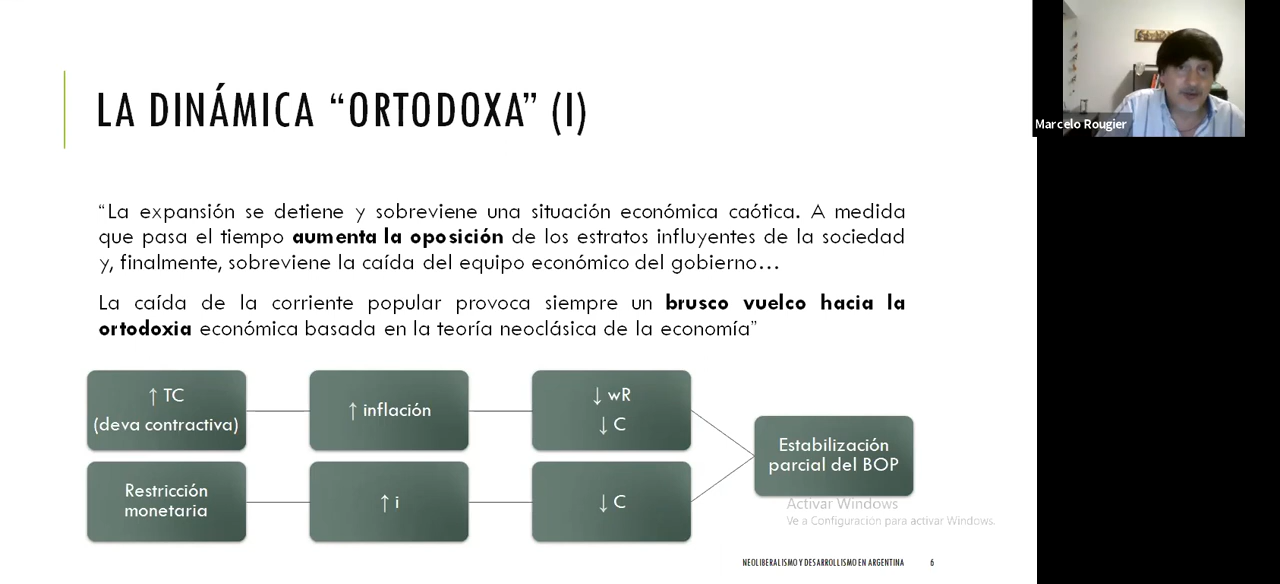 LA DINÁMICA “ORTODOXA” (I)
“La expansión se detiene y sobreviene una situación económica caótica. A medida
que pasa el tiempo aumenta la oposición de los estratos influyentes de la sociedad
y, finalmente, sobreviene la caída del equipo económico del gobierno…
La caída de la corriente popular provoca siempre un brusco vuelco hacia la
ortodoxia económica basada en la teoría neoclásica de la economía”
↑ TC
(deva contractiva)
↑ inflación
↓ wR
↓ C
Restricción
monetaria
↑ i
↓ C
Estabilización
parcial del BOP
Activar Windows
Ve a Configuración para activar Windows.
NEOLIBERALISMO Y DESARROLLISMO EN ARGENTINA 6
Marcelo Rougier